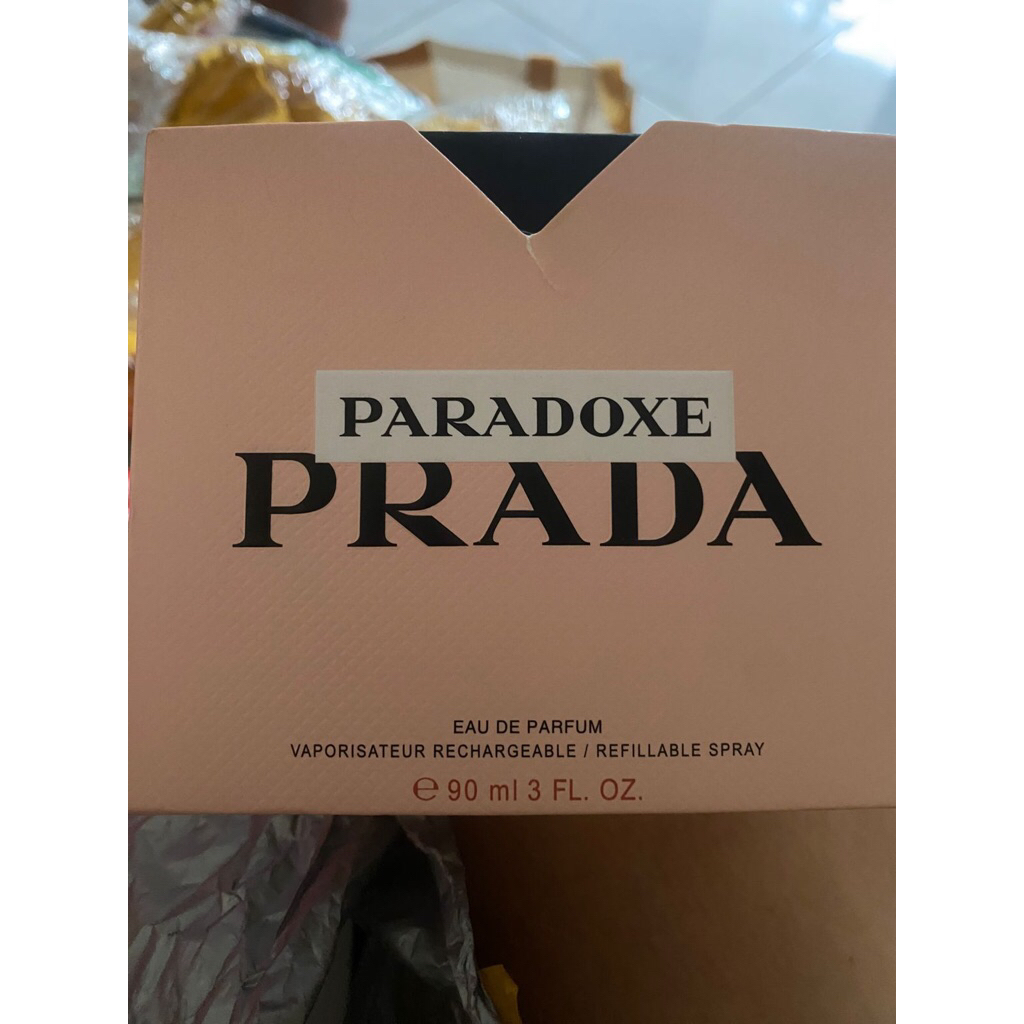 PARADOXE
PRADA
EAU DE PARFUM
VAPORISATEUR RECHARGEABLE / REFILLABLE SPRAY
℮ 90 ml 3 FL. OZ.